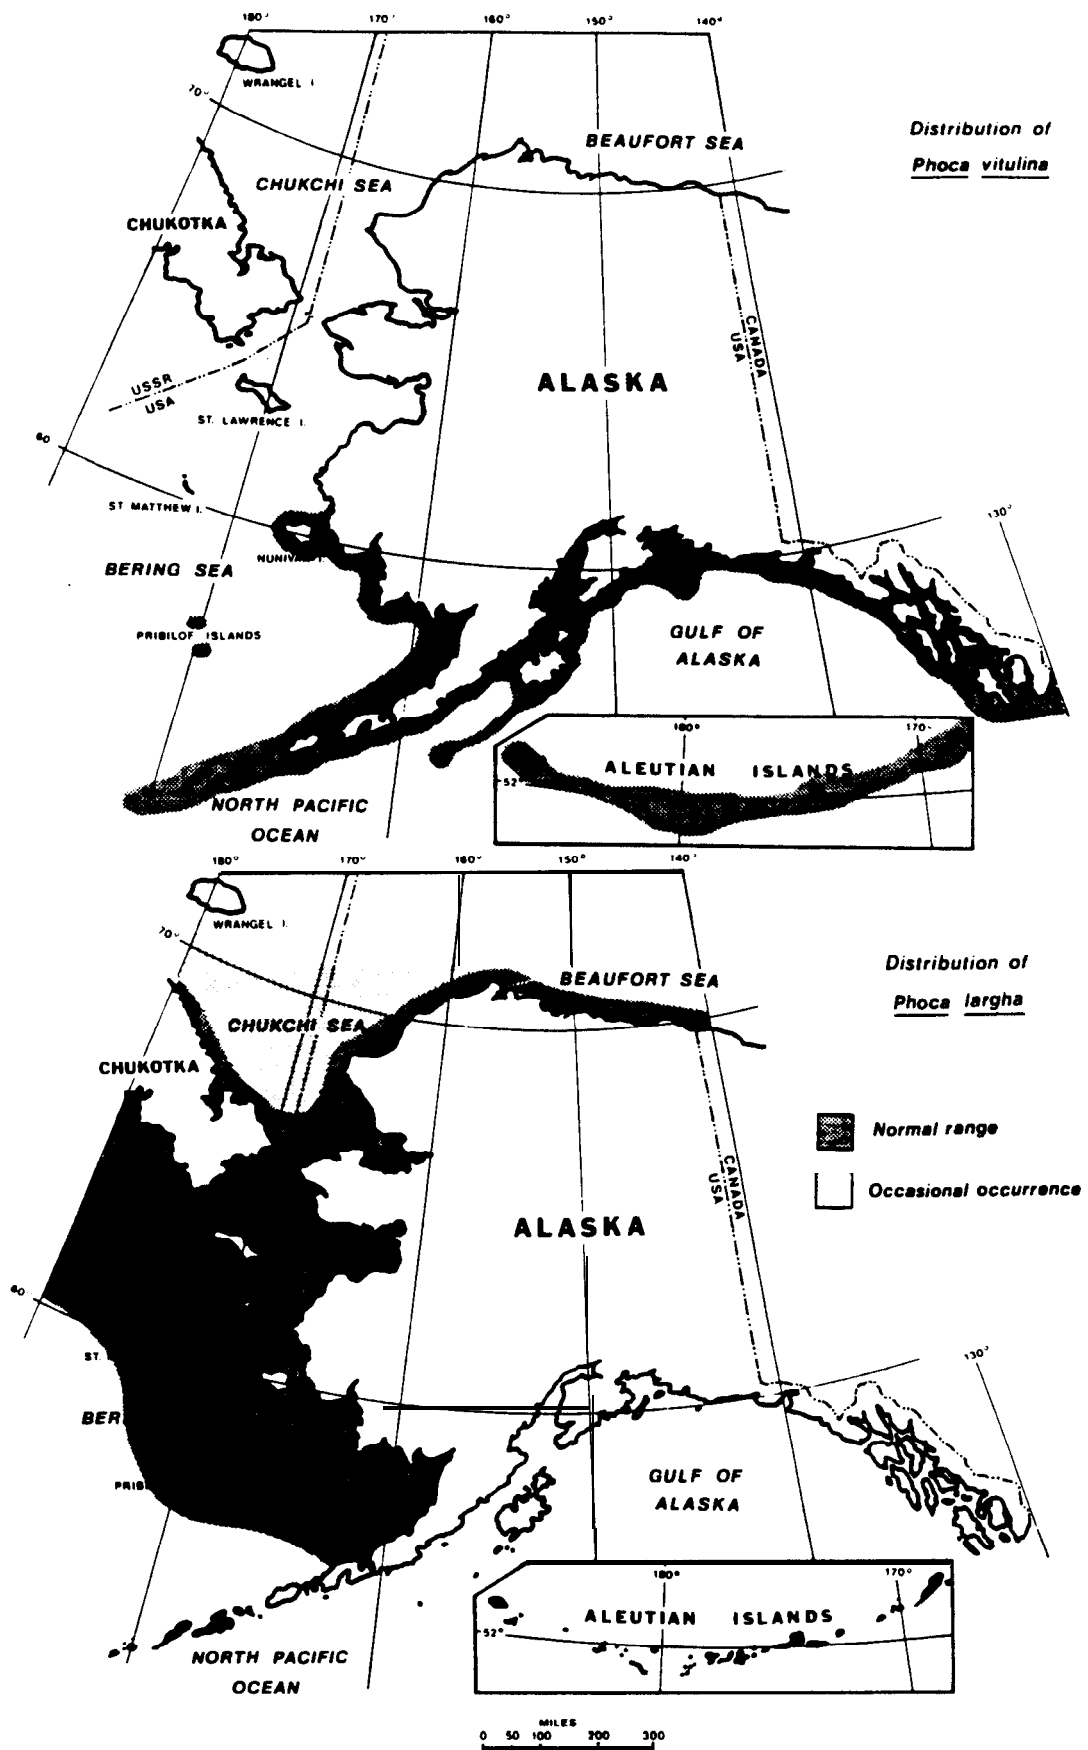 180° 170° 160° 150° 140°
WRANGEL I.
70°
BEAUFORT SEA
Distribution of
Phoca vitulina
CHUKCHI SEA
CHUKOTKA
CANADA
USA
USSR
USA
ALASKA
ST. LAWRENCE I.
60
ST MATTHEW I.
130°
NUNIVAK I.
BERING SEA
PRIBILOF ISLANDS
GULF OF
ALASKA
180° 170°
ALEUTIAN ISLANDS
52°
NORTH PACIFIC
OCEAN
180° 170° 160° 150° 140°
WRANGEL I.
70°
BEAUFORT SEA
Distribution of
Phoca largha
CHUKCHI SEA
CHUKOTKA
Normal range
CANADA
USA
Occasional occurrence
ALASKA
60°
ST.
130°
BER
PRIB
GULF OF
ALASKA
180° 170°
ALEUTIAN ISLANDS
52°
NORTH PACIFIC
OCEAN
MILES
0 50 100 200 300